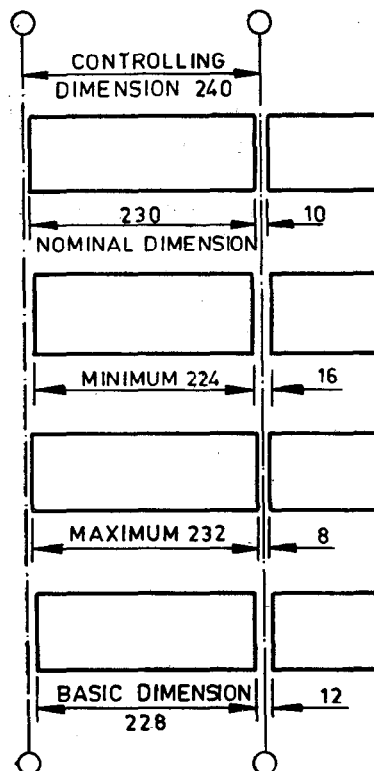 CONTROLLING
DIMENSION 240
230
10
NOMINAL DIMENSION
MINIMUM 224
16
MAXIMUM 232
8
BASIC DIMENSION
228
12